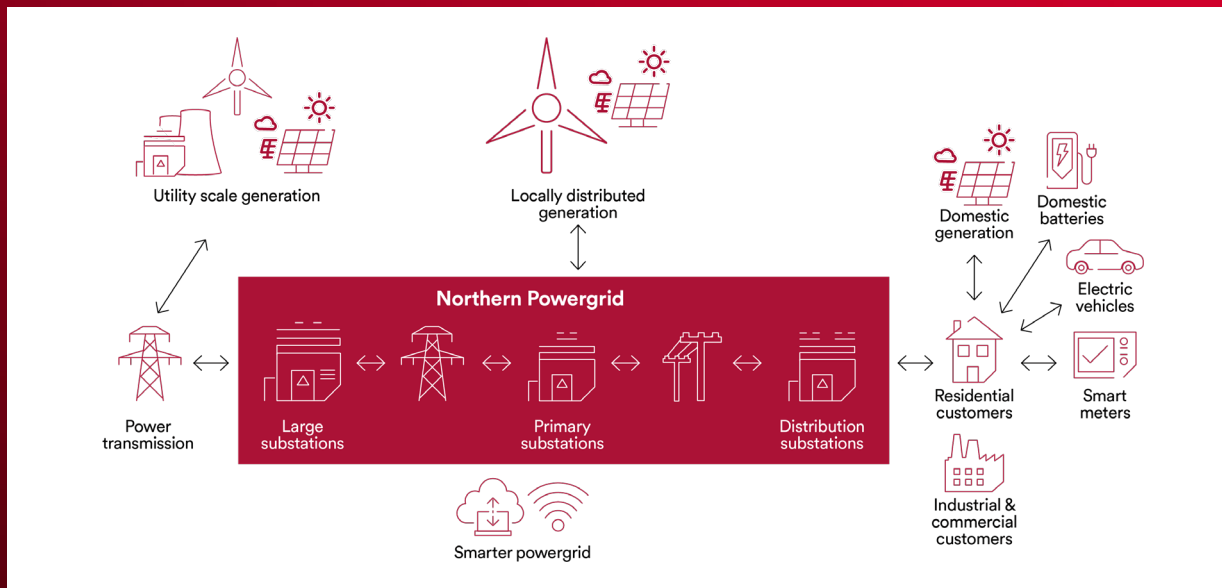 Utility scale generation
Locally distributed
generation
Domestic
generation
Domestic
batteries
Electric
vehicles
Northern Powergrid
Power
transmission
Large
substations
Primary
substations
Distribution
substations
Residential
customers
Smart
meters
Industrial &
commercial
customers
Smarter powergrid